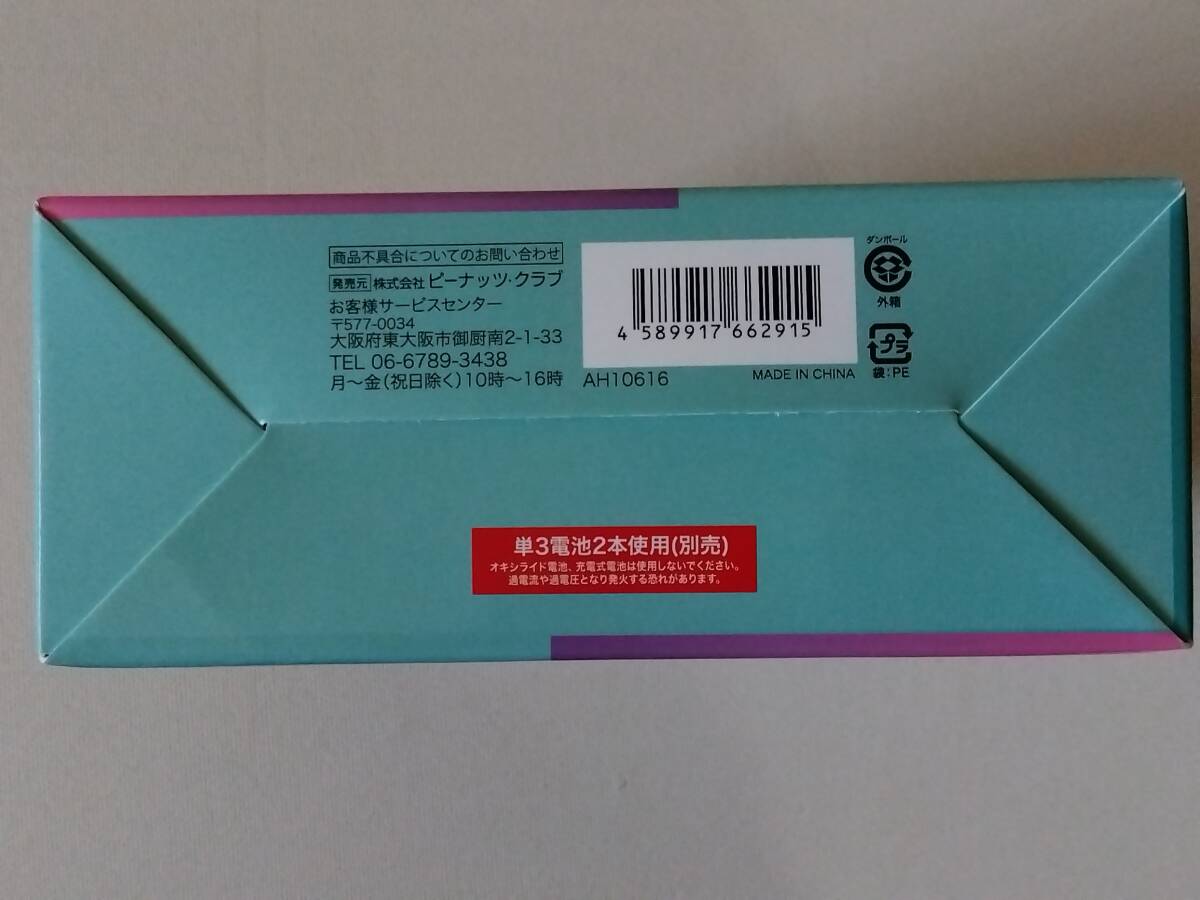 商品不具合についてのお問い合わせ
発売元 株式会社 ピーナッツ・クラブ
お客様サービスセンター
〒577-0034
大阪府東大阪市御厨南2-1-33
TEL 06-6789-3438
月～金(祝日除く)10時～16時
4 589917 662915
AH10616
MADE IN CHINA
ダンボール
外箱
プラ
袋:PE
単3電池2本使用(別売)
オキシライド電池、充電式電池は使用しないでください。
過電流や過電圧となり発火する恐れがあります。